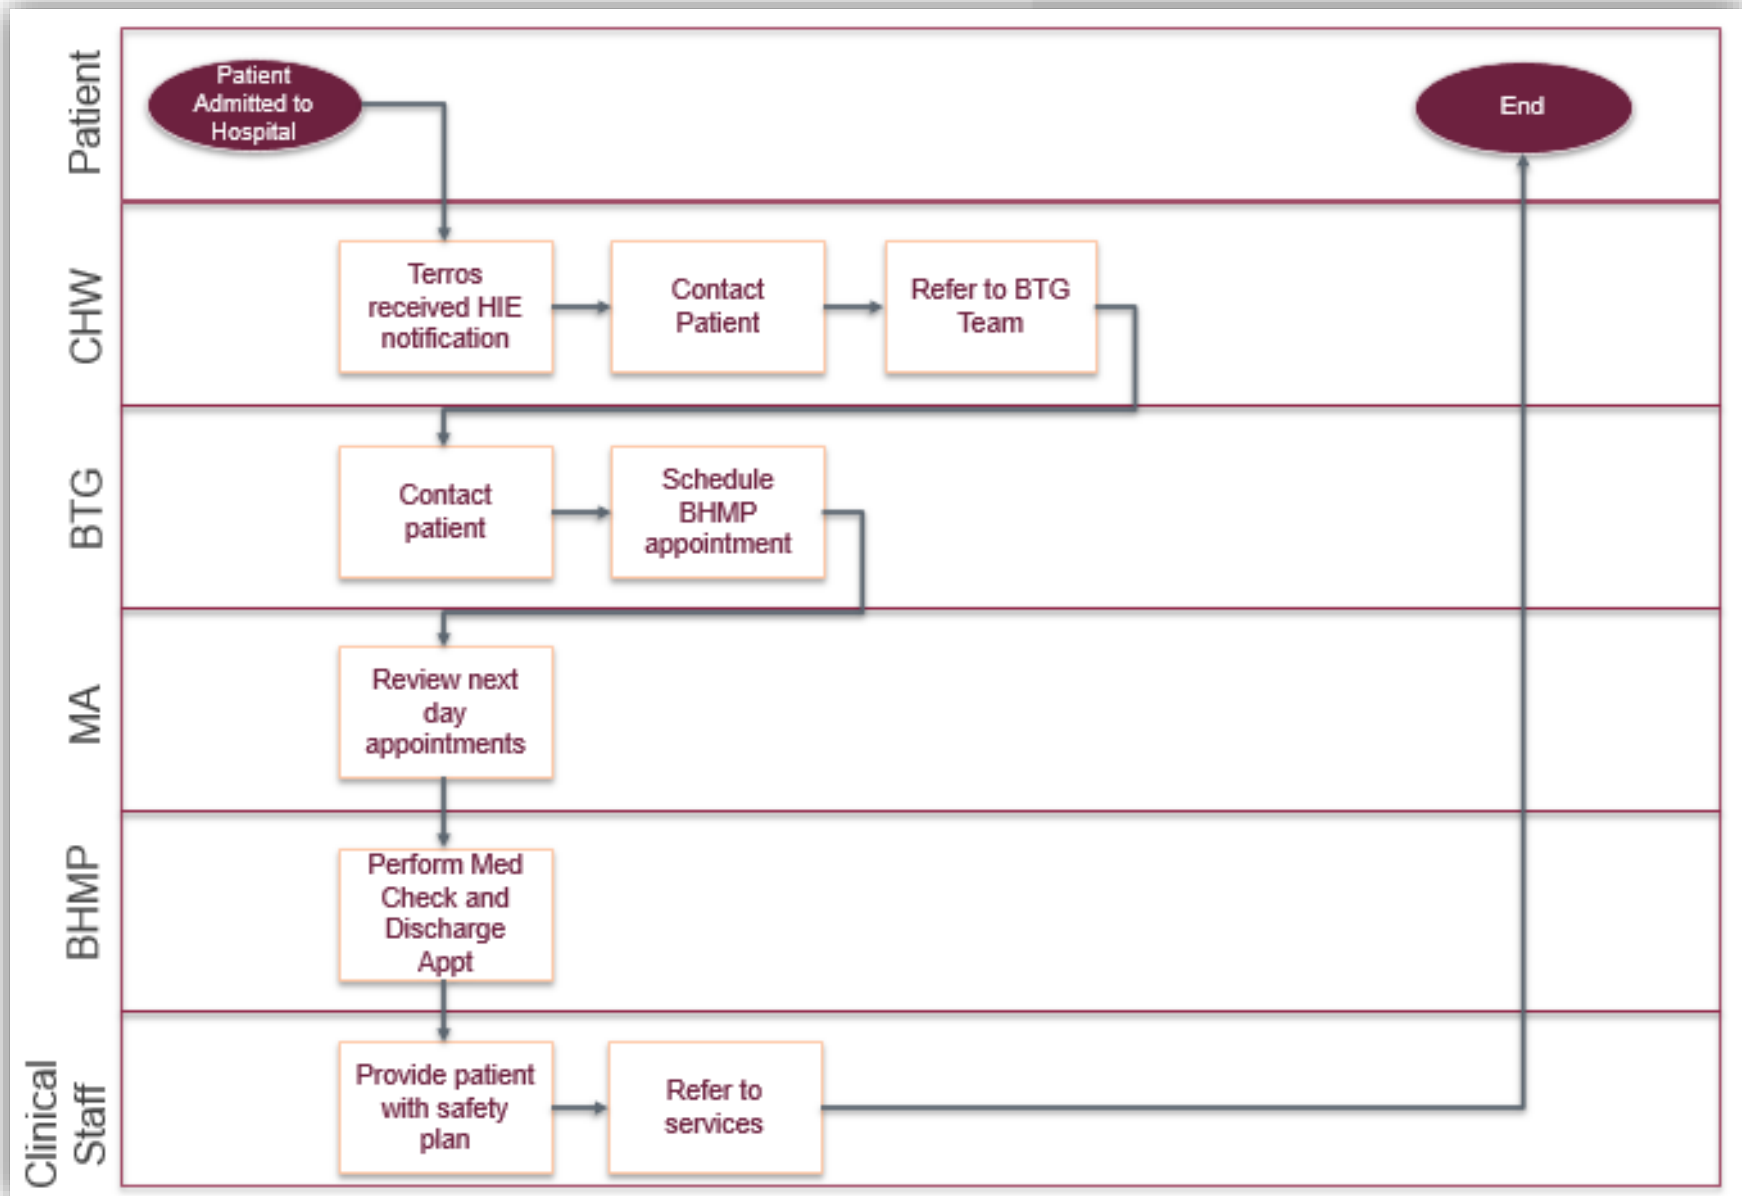 Patient
Patient
Admitted to
Hospital
End
CHW
Terros
received HIE
notification
Contact
Patient
Refer to BTG
Team
BTG
Contact
patient
Schedule
BHMP
appointment
MA
Review next
day
appointments
BHMP
Perform Med
Check and
Discharge
Appt
Clinical
Staff
Provide patient
with safety
plan
Refer to
services